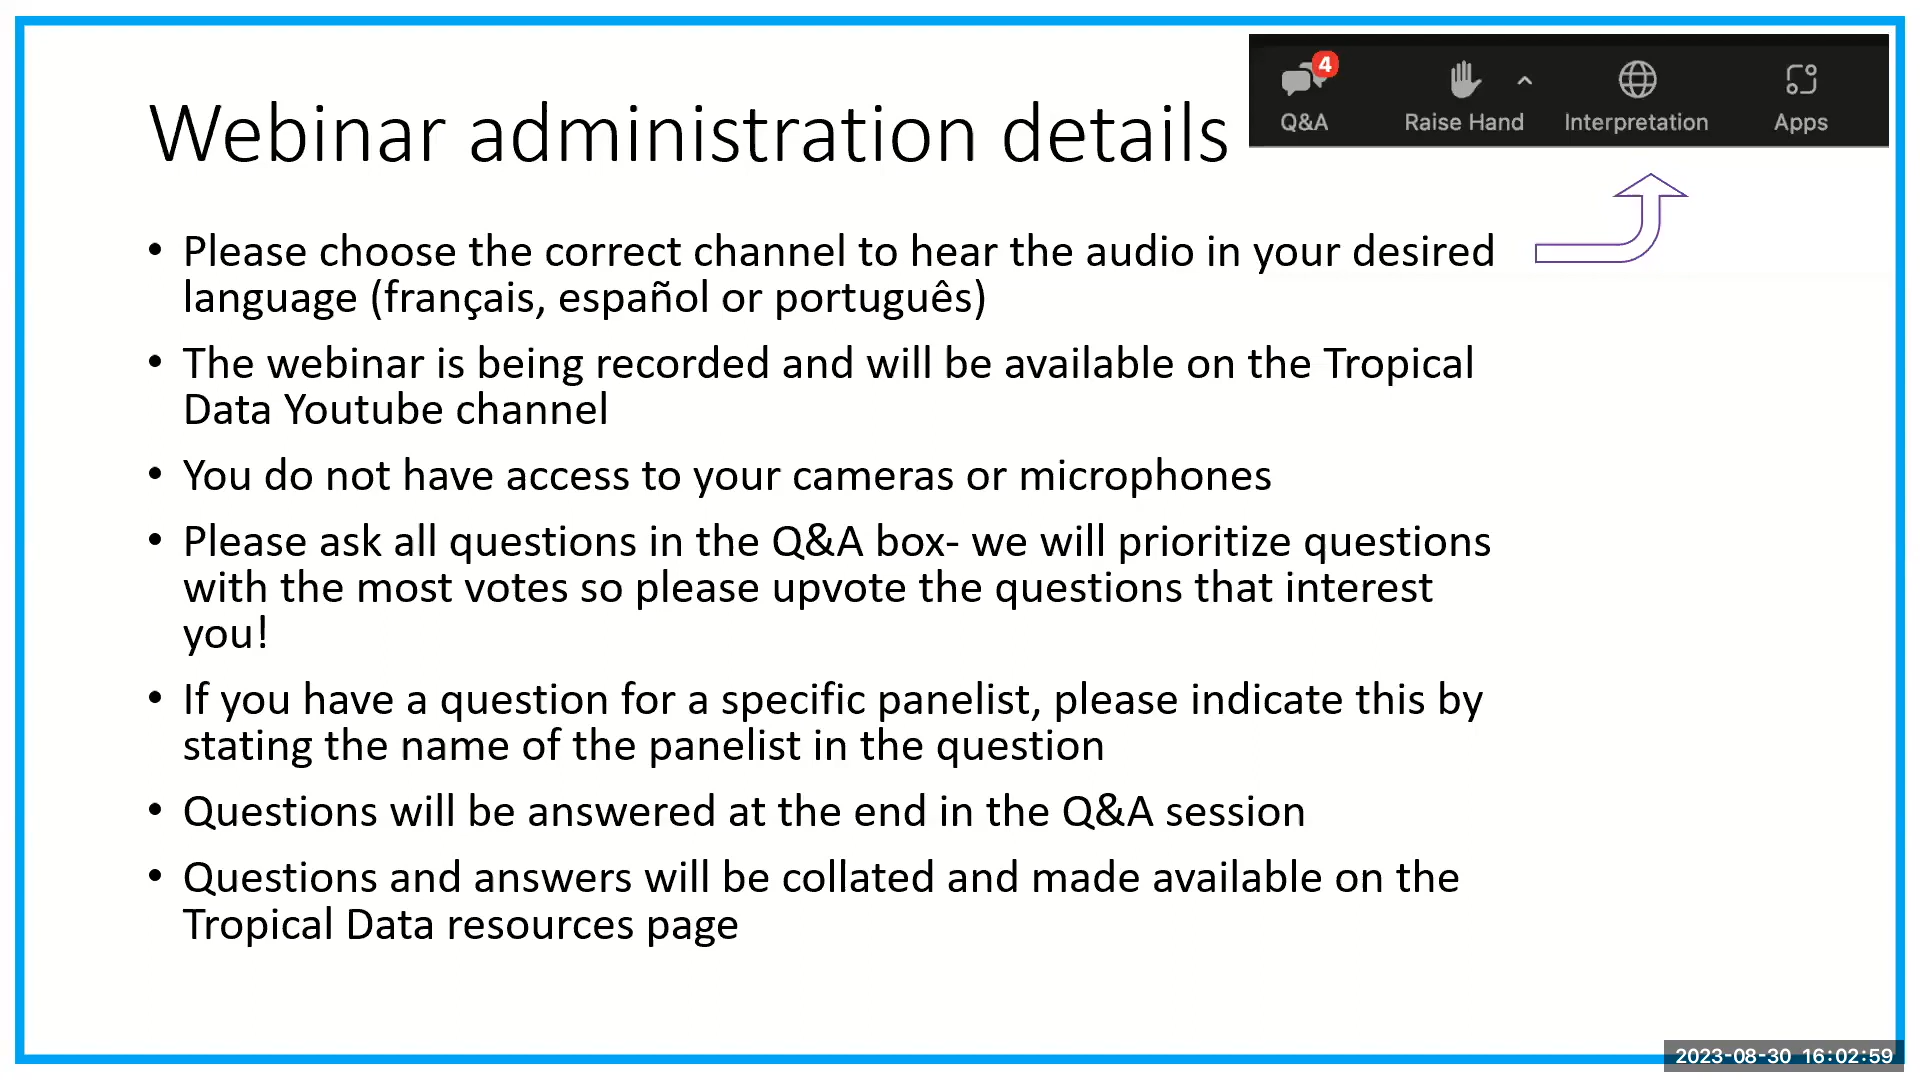 4
Q&A
Raise Hand
Interpretation
Apps
Webinar administration details
• Please choose the correct channel to hear the audio in your desired
language (français, español or português)
• The webinar is being recorded and will be available on the Tropical
Data Youtube channel
• You do not have access to your cameras or microphones
• Please ask all questions in the Q&A box- we will prioritize questions
with the most votes so please upvote the questions that interest
you!
• If you have a question for a specific panelist, please indicate this by
stating the name of the panelist in the question
• Questions will be answered at the end in the Q&A session
• Questions and answers will be collated and made available on the
Tropical Data resources page
2023-08-30 16:02:59